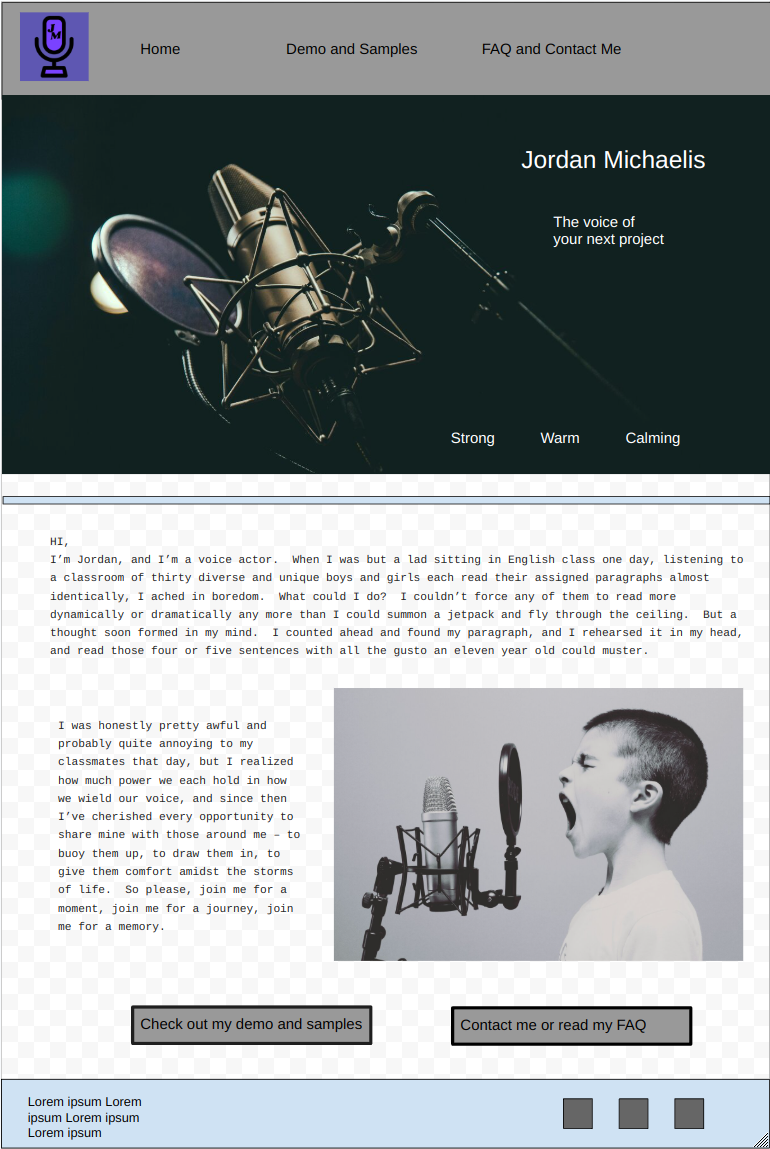 JM
Home Demo and Samples FAQ and Contact Me
Jordan Michaelis
The voice of
your next project
Strong Warm Calming
HI,
I’m Jordan, and I’m a voice actor.  When I was but a lad sitting in English class one day, listening to
a classroom of thirty diverse and unique boys and girls each read their assigned paragraphs almost
identically, I ached in boredom.  What could I do?  I couldn’t force any of them to read more
dynamically or dramatically any more than I could summon a jetpack and fly through the ceiling.  But a
thought soon formed in my mind.  I counted ahead and found my paragraph, and I rehearsed it in my head,
and read those four or five sentences with all the gusto an eleven year old could muster.
I was honestly pretty awful and
probably quite annoying to my
classmates that day, but I realized
how much power we each hold in how
we wield our voice, and since then
I’ve cherished every opportunity to
share mine with those around me – to
buoy them up, to draw them in, to
give them comfort amidst the storms
of life.  So please, join me for a
moment, join me for a journey, join
me for a memory.
Check out my demo and samples
Contact me or read my FAQ
Lorem ipsum Lorem
ipsum Lorem ipsum
Lorem ipsum